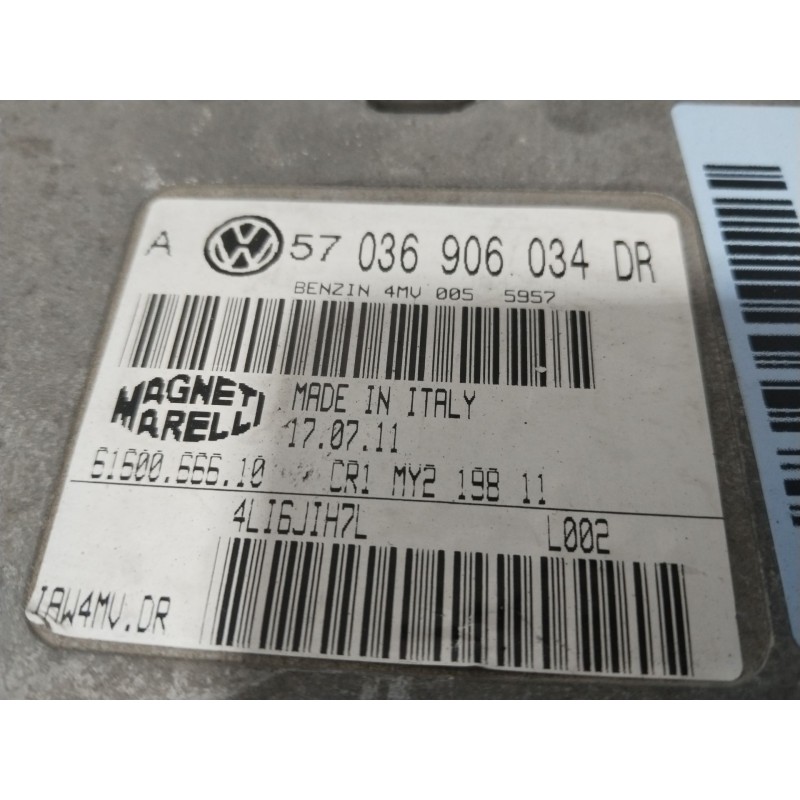 A VW 57 036 906 034 DR
BENZIN 4MV 005 5957
MAGNETI MARELLI
MADE IN ITALY
17.07.11
61600.666.10 CR1 MY2 198 11
4LI6JIH7L L002
IAW4MV.DR